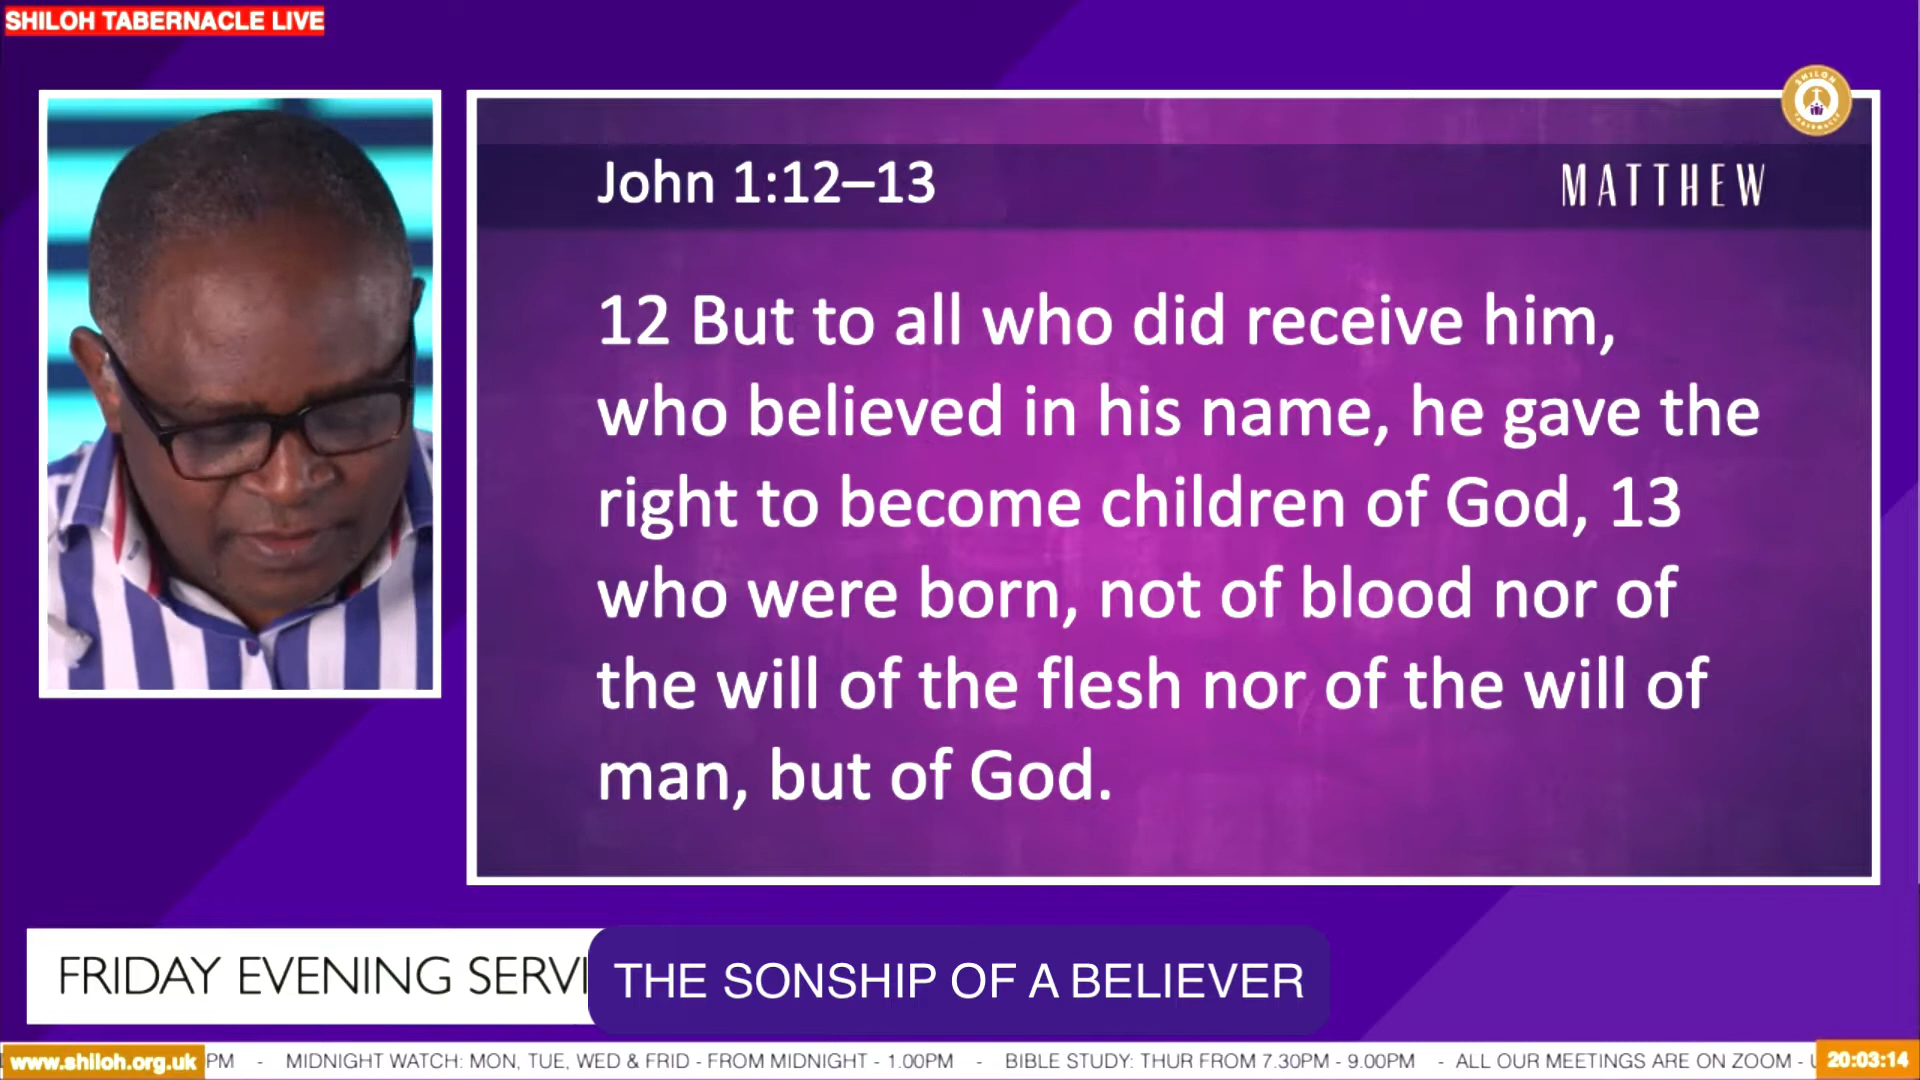 SHILOH TABERNACLE LIVE
SHILOH
TABERNACLE
John 1:12–13
MATTHEW
12 But to all who did receive him,
who believed in his name, he gave the
right to become children of God, 13
who were born, not of blood nor of
the will of the flesh nor of the will of
man, but of God.
FRIDAY EVENING SERVI
THE SONSHIP OF A BELIEVER
www.shiloh.org.uk
PM - MIDNIGHT WATCH: MON, TUE, WED & FRID - FROM MIDNIGHT - 1.00PM - BIBLE STUDY: THUR FROM 7.30PM - 9.00PM - ALL OUR MEETINGS ARE ON ZOOM -
20:03:14